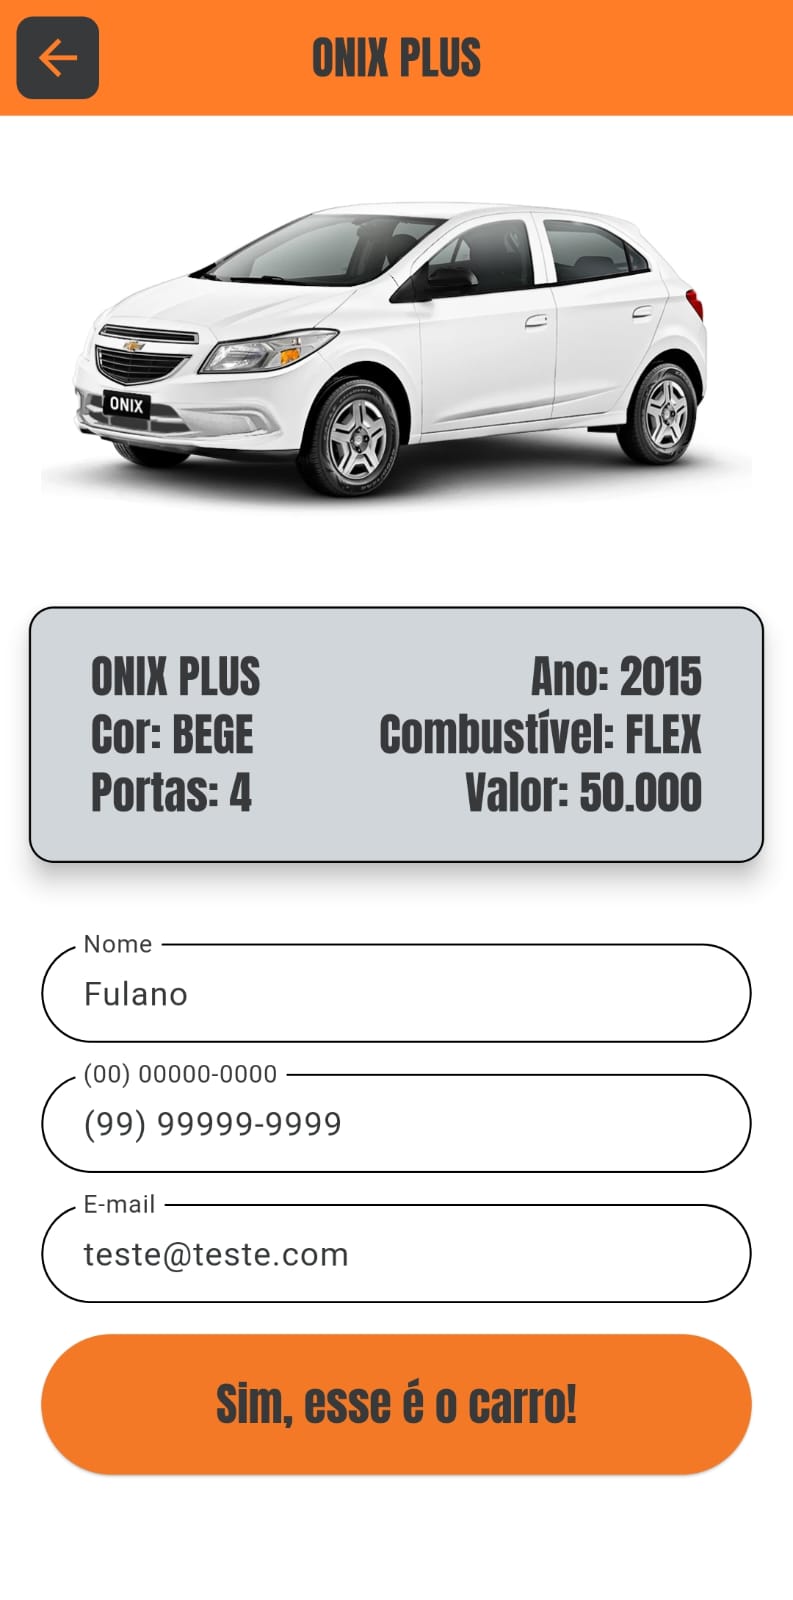 ONIX PLUS
ONIX
ONIX PLUS
Ano: 2015
Cor: BEGE
Combustível: FLEX
Portas: 4
Valor: 50.000
Nome
Fulano
(00) 00000-0000
(99) 99999-9999
E-mail
teste@teste.com
Sim, esse é o carro!